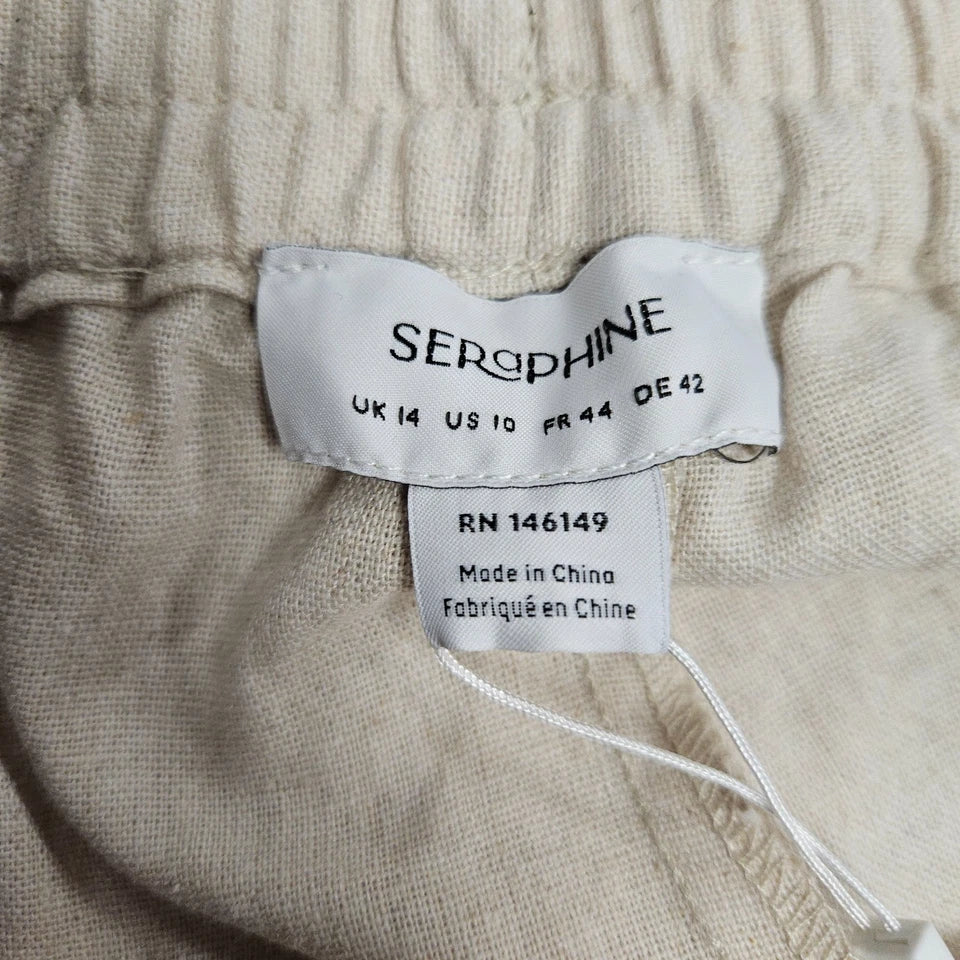 SERaPHINE
UK 14 US 10 FR 44 DE 42
RN 146149
Made in China
Fabriqué en Chine